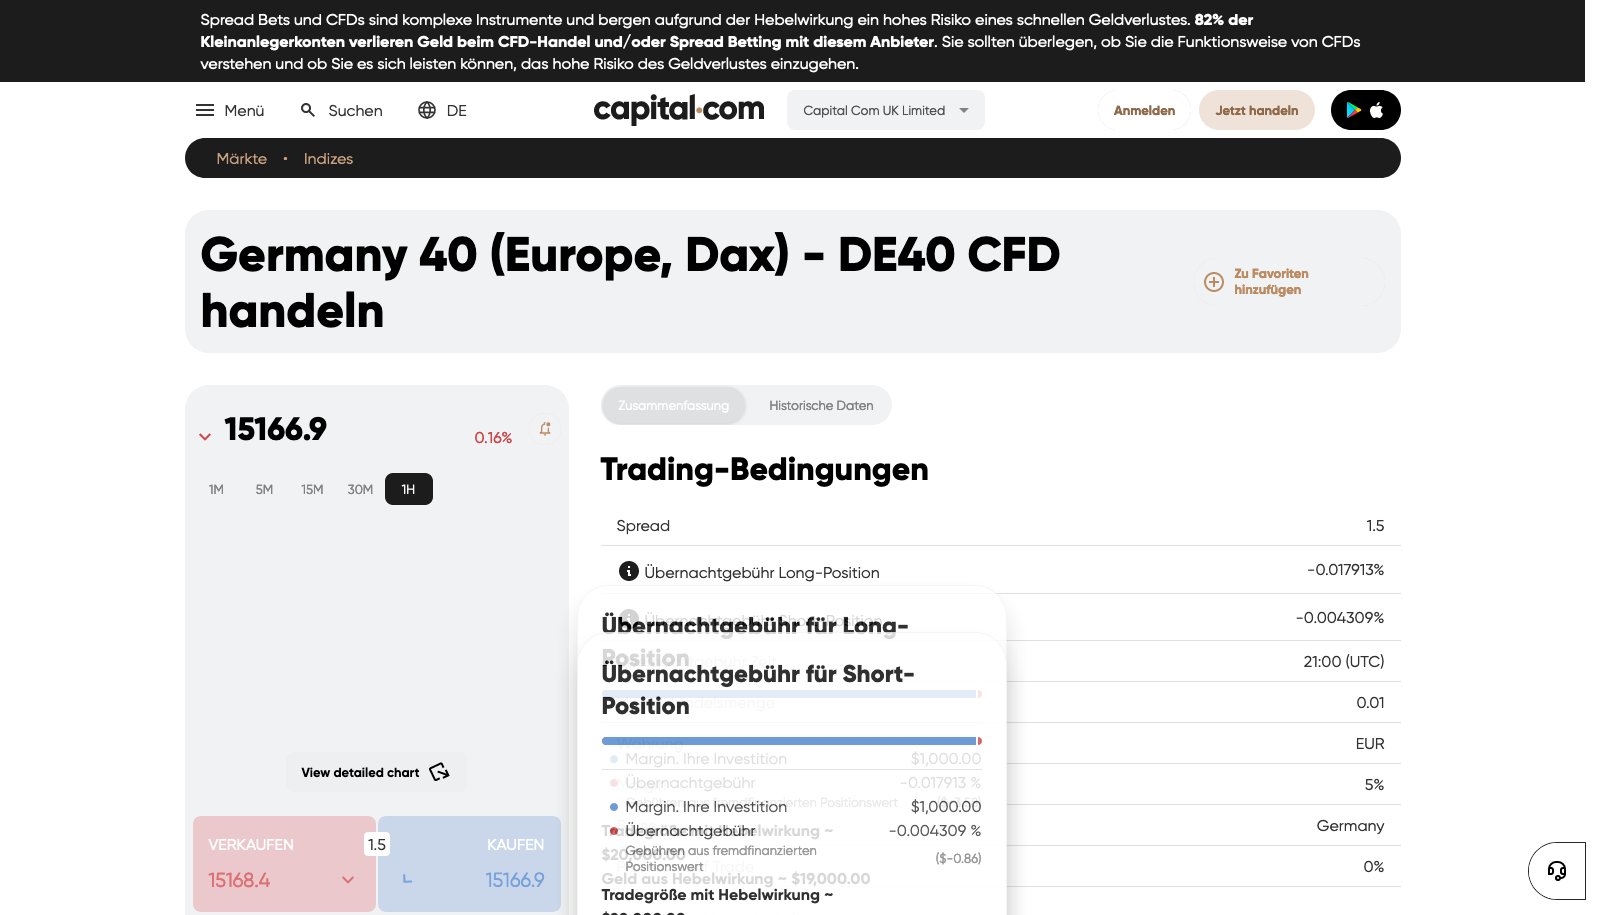 Spread Bets und CFDs sind komplexe Instrumente und bergen aufgrund der Hebelwirkung ein hohes Risiko eines schnellen Geldverlustes. 82% der
Kleinanlegerkonten verlieren Geld beim CFD-Handel und/oder Spread Betting mit diesem Anbieter. Sie sollten überlegen, ob Sie die Funktionsweise von CFDs
verstehen und ob Sie es sich leisten können, das hohe Risiko des Geldverlustes einzugehen.
Menü Suchen DE capital.com Capital Com UK Limited Anmelden Jetzt handeln
Märkte • Indizes
Germany 40 (Europe, Dax) - DE40 CFD
handeln
Zu Favoriten
hinzufügen
15166.9 0.16%
1M 5M 15M 30M 1H
View detailed chart
VERKAUFEN 1.5 KAUFEN
15168.4 15166.9
Zusammenfassung Historische Daten
Trading-Bedingungen
Spread 1.5
Übernachtgebühr Long-Position -0.017913%
-0.004309%
21:00 (UTC)
0.01
EUR
5%
Germany
0%
Übernachtgebühr für Long-
Position
Übernachtgebühr für Short-
Position
Margin. Ihre Investition $1,000.00
Übernachtgebühr -0.017913 %
Margin. Ihre Investition $1,000.00
Übernachtgebühr -0.004309 %
Gebühren aus fremdfinanzierten
Positionswert ($-0.86)
Geld aus Hebelwirkung ~ $19,000.00
Tradegröße mit Hebelwirkung ~